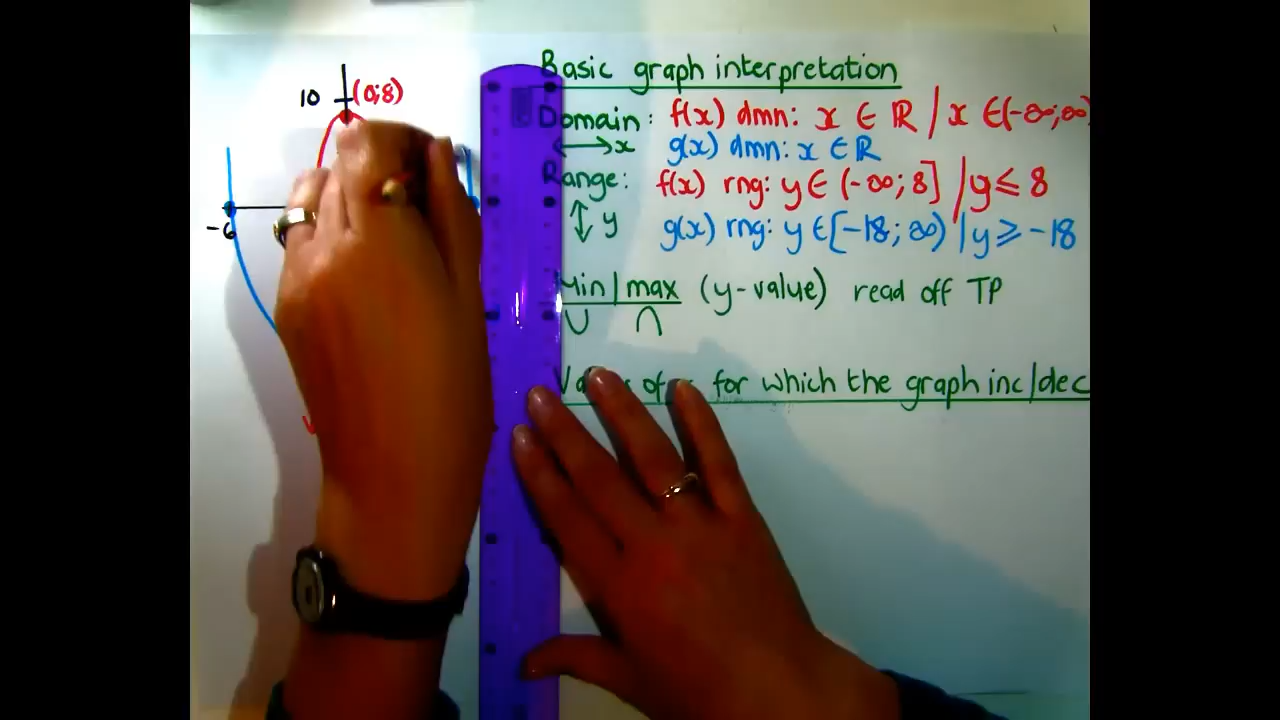 10 (0;8)
-6
Basic graph interpretation
Domain: f(x) dmn: x ∈ ℝ / x ∈ (-∞;∞)
↔ x g(x) dmn: x ∈ ℝ
Range: f(x) rng: y ∈ (-∞; 8] / y ≤ 8
↕ y g(x) rng: y ∈ [-18; ∞) | y ≥ -18
Min/max (y-value) read off TP
∪ ∩
of for which the graph inc/dec